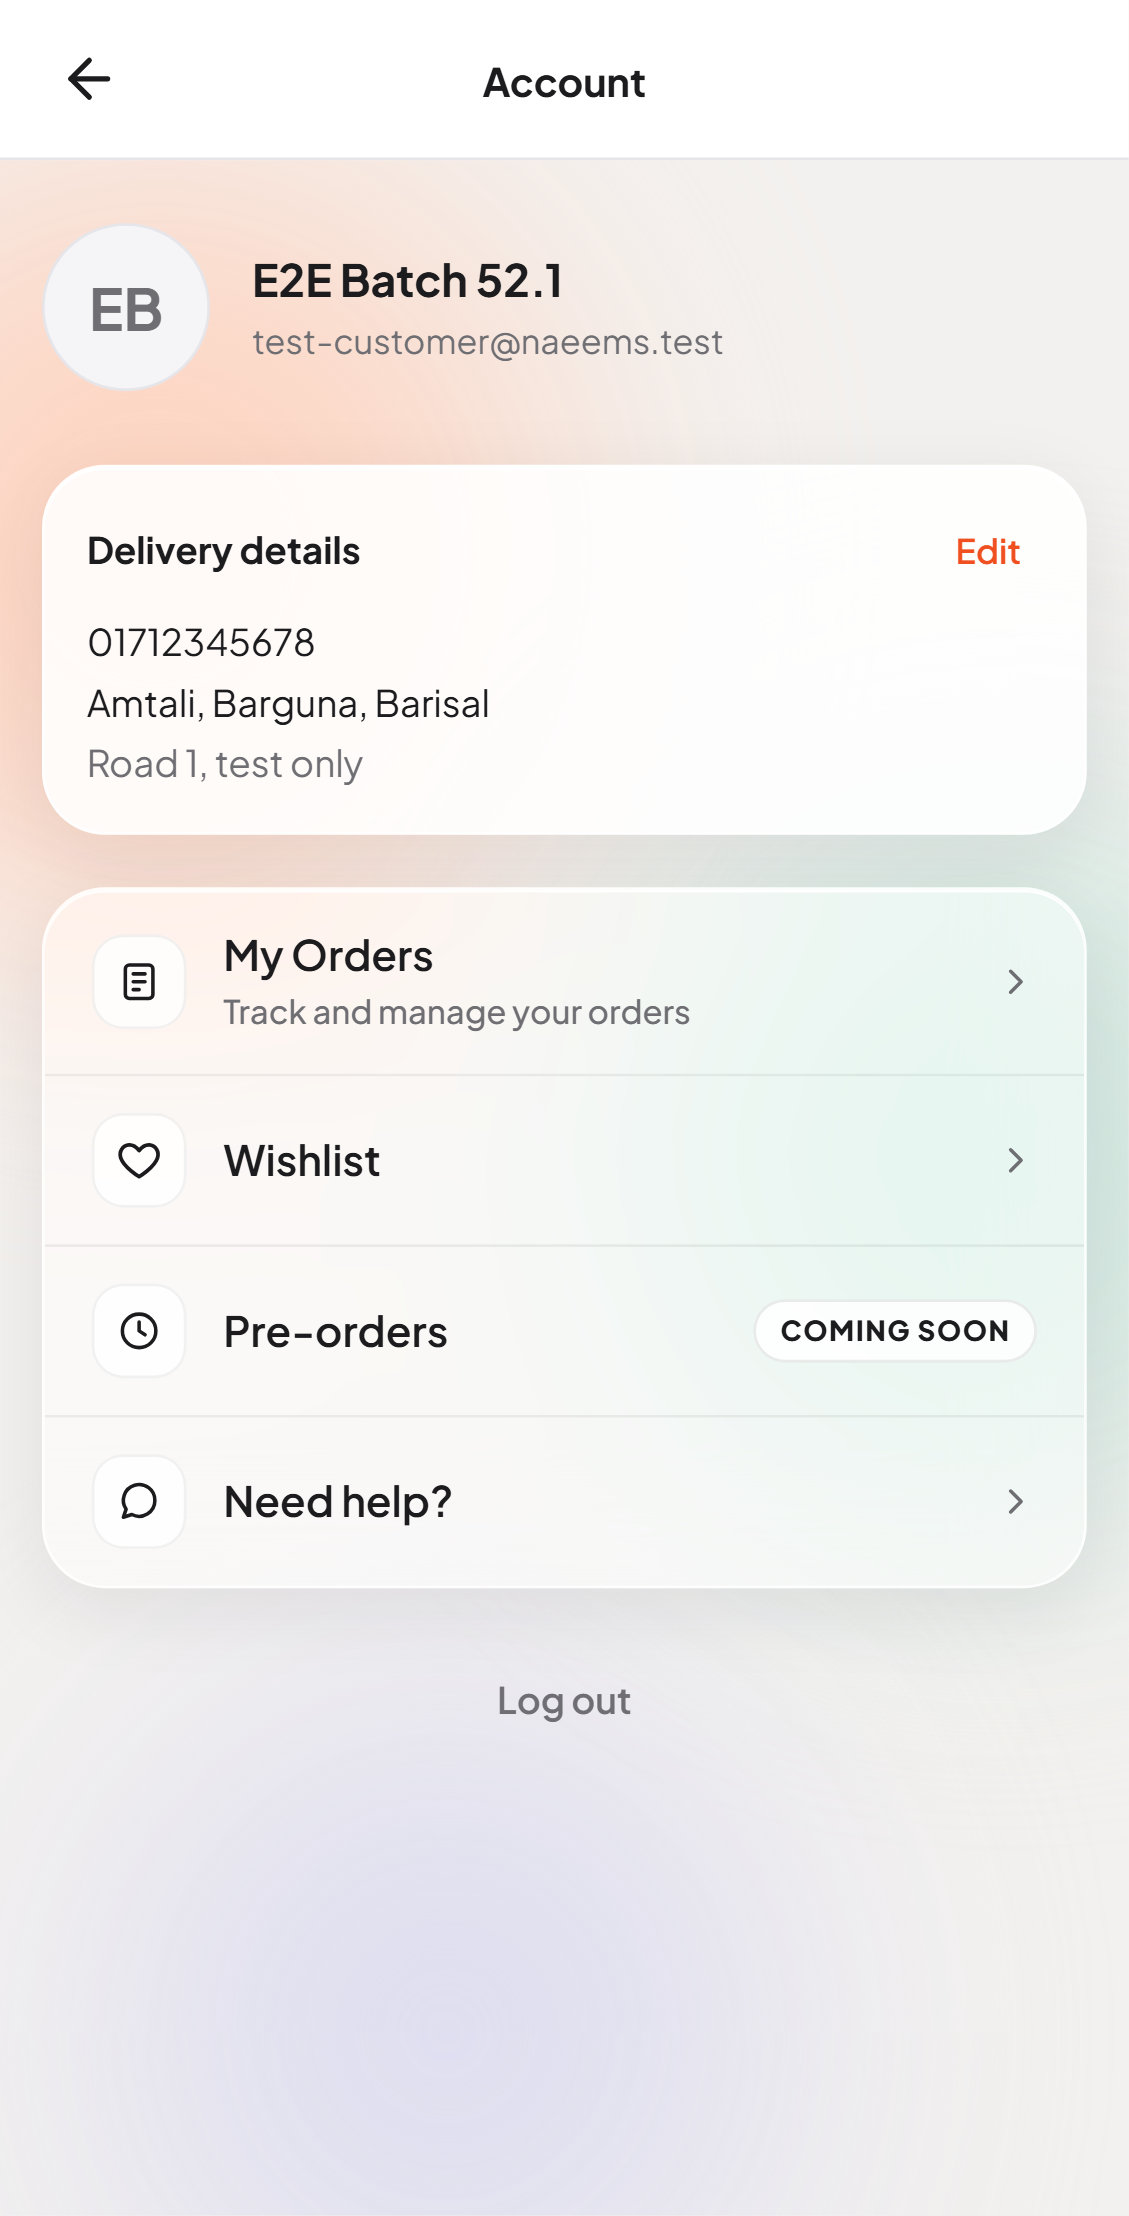 Account
EB
E2E Batch 52.1
test-customer@naeems.test
Delivery details
Edit
01712345678
Amtali, Barguna, Barisal
Road 1, test only
My Orders
Track and manage your orders
Wishlist
Pre-orders
COMING SOON
Need help?
Log out